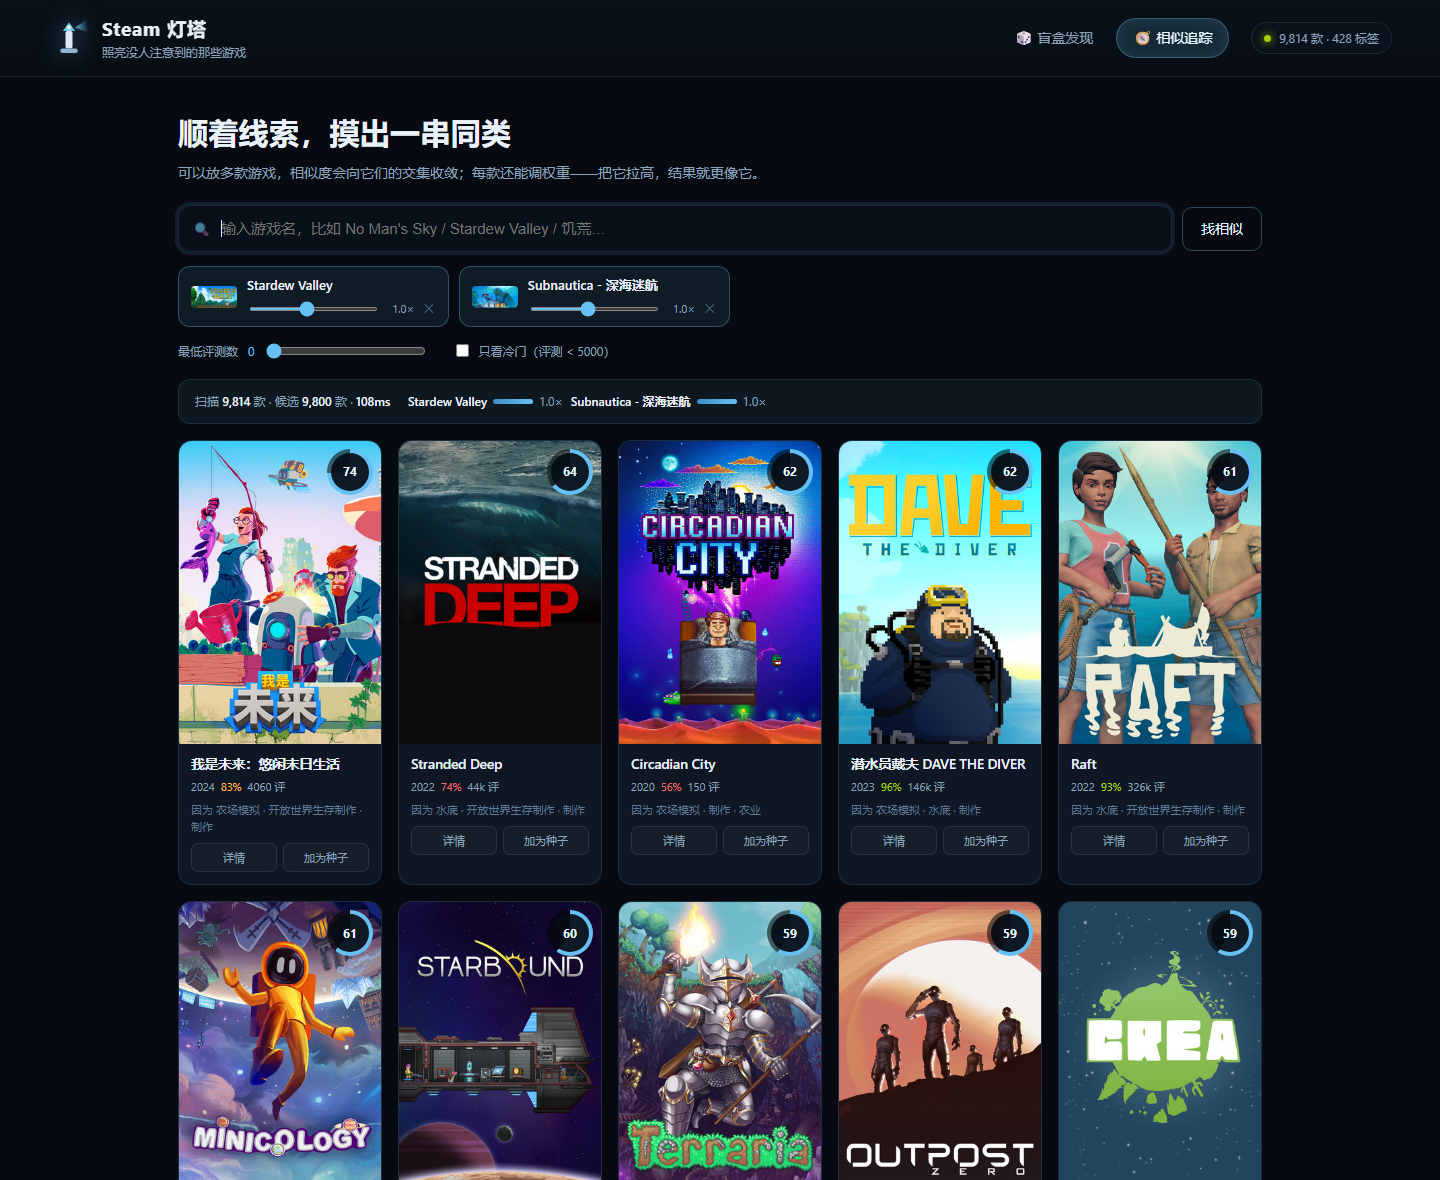 Steam 灯塔
照亮没人注意到的那些游戏
盲盒发现
相似追踪
9,814 款 · 428 标签
顺着线索，摸出一串同类
可以放多款游戏，相似度会向它们的交集收敛；每款还能调权重——把它拉高，结果就更像它。
输入游戏名，比如 No Man's Sky / Stardew Valley / 饥荒…
找相似
Stardew Valley
1.0×
Subnautica - 深海迷航
1.0×
最低评测数 0
只看冷门（评测 < 5000）
扫描 9,814 款 · 候选 9,800 款 · 108ms Stardew Valley 1.0× Subnautica - 深海迷航 1.0×
74
我是
未来
我是未来：悠闲末日生活
2024 83% 4060 评
因为 农场模拟 · 开放世界生存制作 ·
制作
详情
加为种子
64
STRANDED
DEEP
Stranded Deep
2022 74% 44k 评
因为 水底 · 开放世界生存制作 · 制作
详情
加为种子
62
CIRCADIAN
CITY
Circadian City
2020 56% 150 评
因为 农场模拟 · 制作 · 农业
详情
加为种子
62
DAVE
THE DIVER
潜水员戴夫 DAVE THE DIVER
2023 96% 146k 评
因为 农场模拟 · 水底 · 制作
详情
加为种子
61
RAFT
Raft
2022 93% 326k 评
因为 水底 · 开放世界生存制作 · 制作
详情
加为种子
61
MINICOLOGY
60
STARBOUND
59
Terraria
59
OUTPOST
ZERO
59
CREA